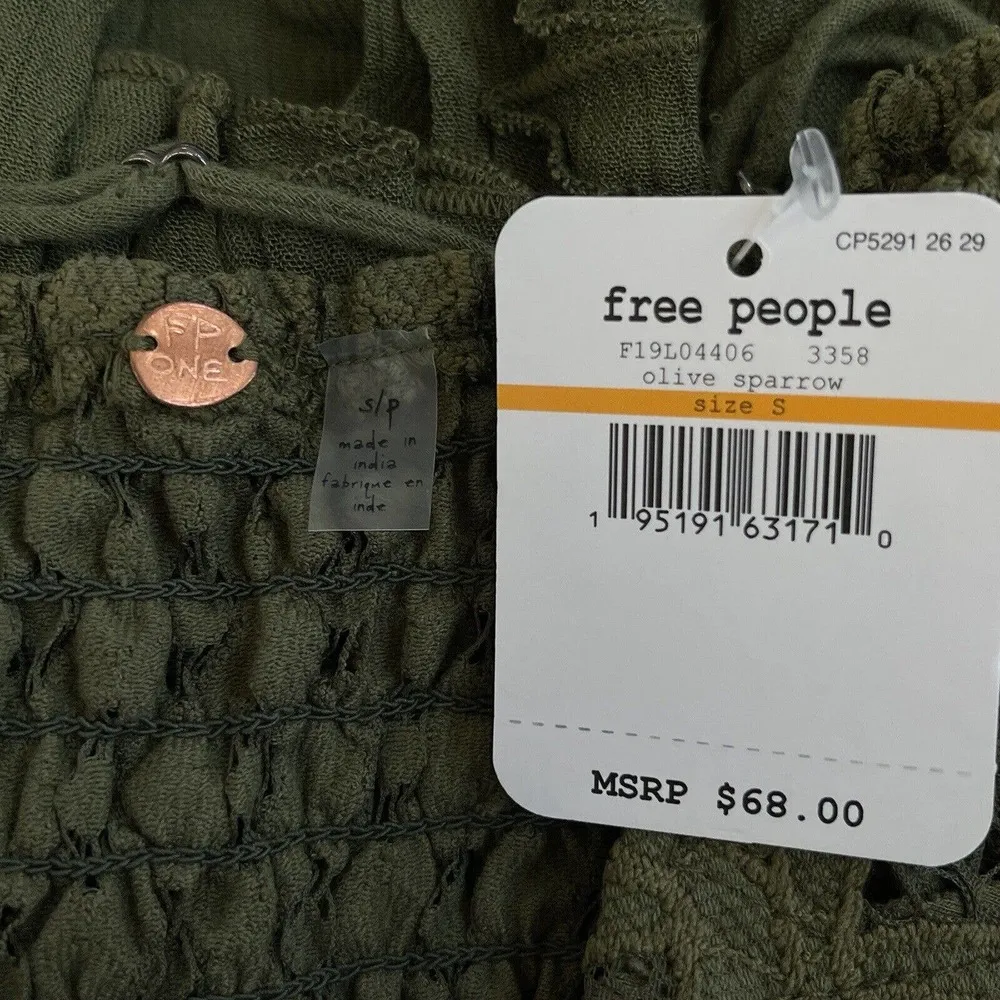 FP
ONE
s/p
made in
india
fabrique en
inde
CP5291 26 29
free people
F19L04406 3358
olive sparrow
size S
1 95191 63171 0
MSRP $68.00